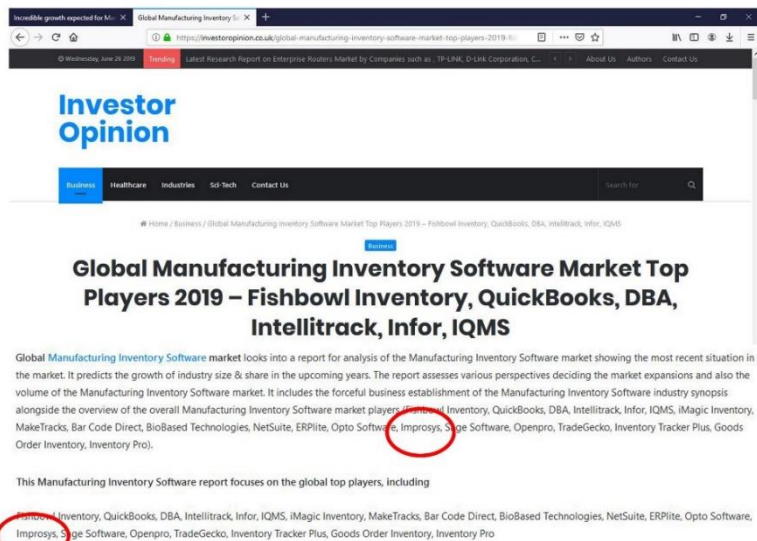 Incredible growth expected for Ma
Global Manufacturing Inventory So
https://investoropinion.co.uk/global-manufacturing-inventory-software-market-top-players-2019-fi
Wednesday, June 26 2019 Trending Latest Research Report on Enterprise Routers Market by Companies such as , TP-LINK, D-Link Corporation, C... About Us Authors Contact Us
Investor
Opinion
Business Healthcare Industries Sci-Tech Contact Us Search for
Home / Business / Global Manufacturing Inventory Software Market Top Players 2019 – Fishbowl Inventory, QuickBooks, DBA, Intellitrack, Infor, IQMS
Business
Global Manufacturing Inventory Software Market Top
Players 2019 – Fishbowl Inventory, QuickBooks, DBA,
Intellitrack, Infor, IQMS
Global Manufacturing Inventory Software market looks into a report for analysis of the Manufacturing Inventory Software market showing the most recent situation in
the market. It predicts the growth of industry size & share in the upcoming years. The report assesses various perspectives deciding the market expansions and also the
volume of the Manufacturing Inventory Software market. It includes the forceful business establishment of the Manufacturing Inventory Software industry synopsis
alongside the overview of the overall Manufacturing Inventory Software market players (Fishbowl Inventory, QuickBooks, DBA, Intellitrack, Infor, IQMS, iMagic Inventory,
MakeTracks, Bar Code Direct, BioBased Technologies, NetSuite, ERPlite, Opto Software, Improsys, Sage Software, Openpro, TradeGecko, Inventory Tracker Plus, Goods
Order Inventory, Inventory Pro).
This Manufacturing Inventory Software report focuses on the global top players, including
Fishbowl Inventory, QuickBooks, DBA, Intellitrack, Infor, IQMS, iMagic Inventory, MakeTracks, Bar Code Direct, BioBased Technologies, NetSuite, ERPlite, Opto Software,
Improsys, Sage Software, Openpro, TradeGecko, Inventory Tracker Plus, Goods Order Inventory, Inventory Pro